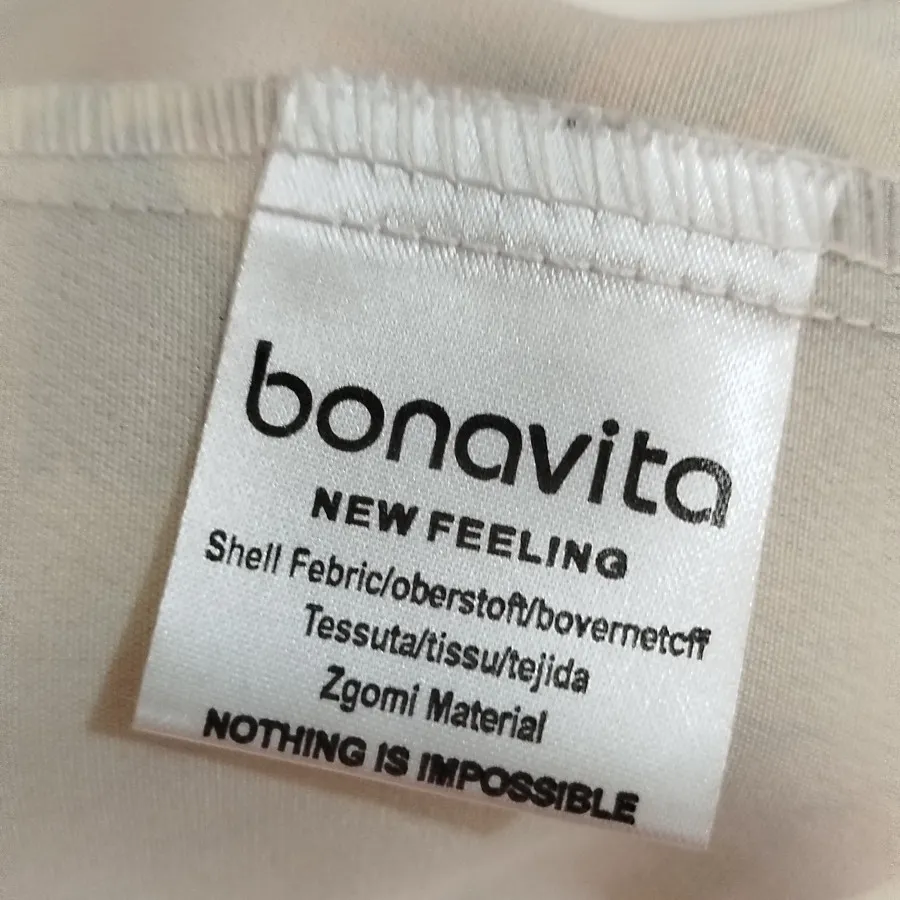 bonavita
NEW FEELING
Shell Febric/oberstoft/bovernetcff
Tessuta/tissu/tejida
Zgomi Material
NOTHING IS IMPOSSIBLE